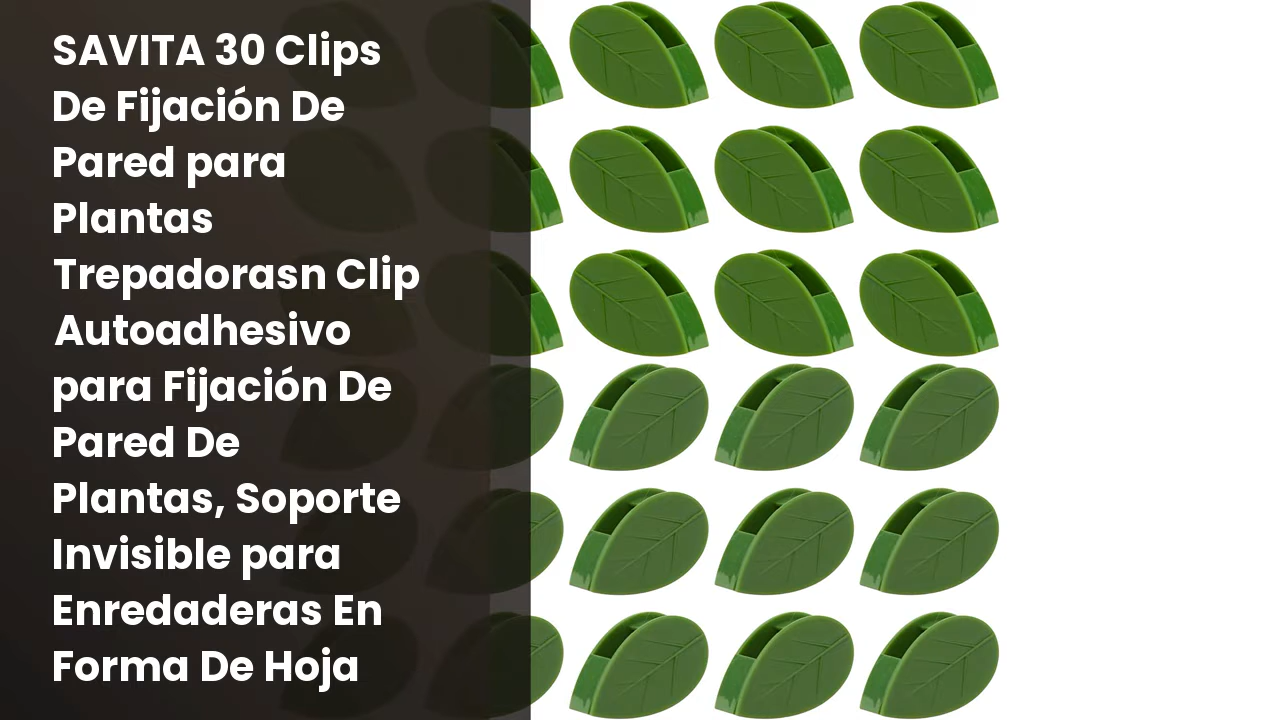 SAVITA 30 Clips
De Fijación De
Pared para
Plantas
Trepadorasn Clip
Autoadhesivo
para Fijación De
Pared De
Plantas, Soporte
Invisible para
Enredaderas En
Forma De Hoja